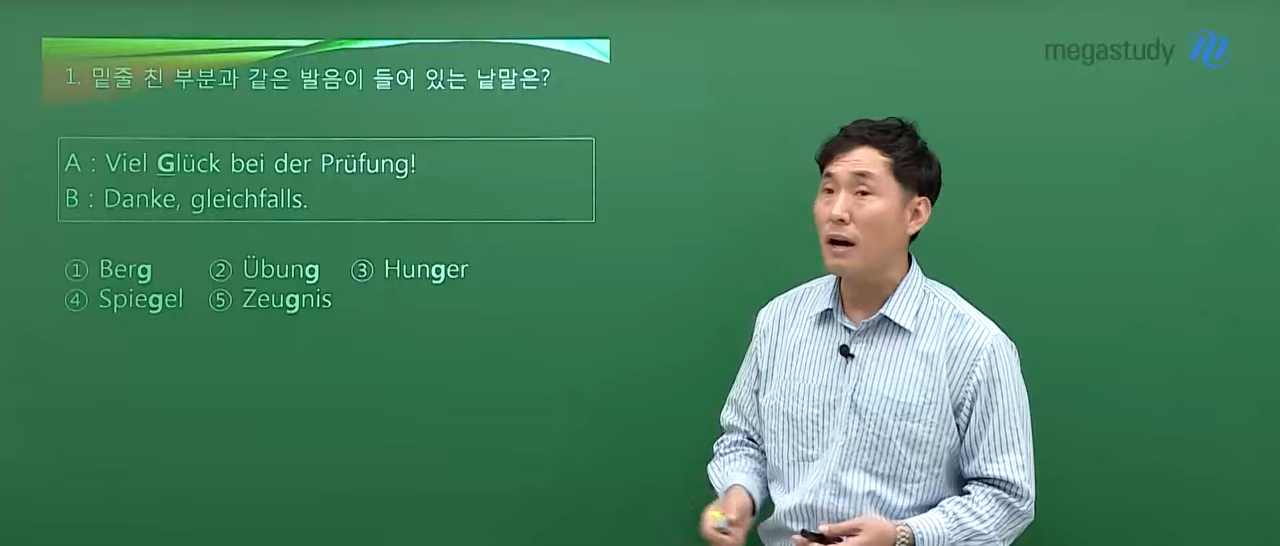 megastudy
1. 밑줄 친 부분과 같은 발음이 들어 있는 낱말은?
A : Viel Glück bei der Prüfung!
B : Danke, gleichfalls.
① Berg ② Übung ③ Hunger
④ Spiegel ⑤ Zeugnis